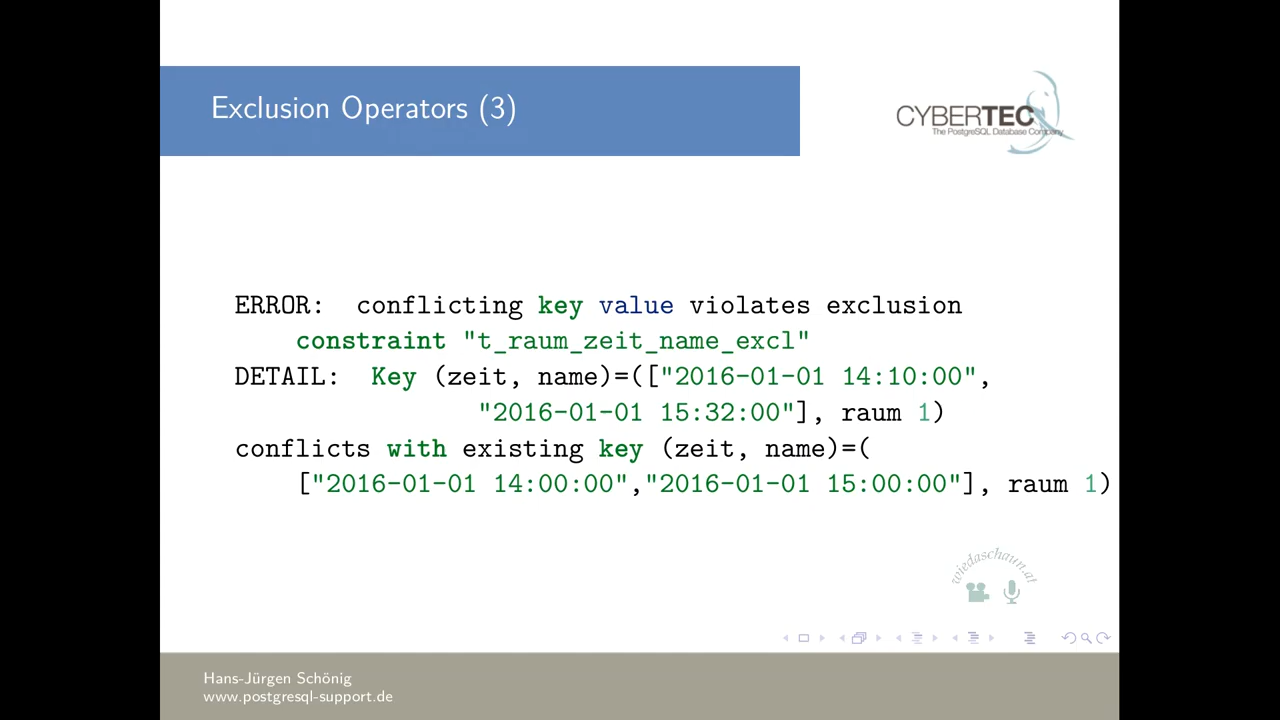 Exclusion Operators (3)
CYBERTEC
The PostgreSQL Database Company
ERROR:  conflicting key value violates exclusion
constraint "t_raum_zeit_name_excl"
DETAIL:  Key (zeit, name)=(["2016-01-01 14:10:00",
"2016-01-01 15:32:00"], raum 1)
conflicts with existing key (zeit, name)=(
["2016-01-01 14:00:00","2016-01-01 15:00:00"], raum 1)
wiedaschaun.at
Hans-Jürgen Schönig
www.postgresql-support.de